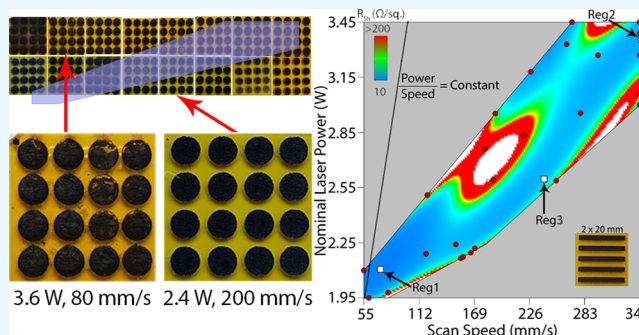 3.6 W, 80 mm/s
2.4 W, 200 mm/s
Nominal Laser Power (W)
3.45
3.15
2.85
2.55
2.25
1.95
R_Sh (Ω/sq.)
>200
10
Power
Speed
= Constant
Reg2
Reg3
Reg1
2 x 20 mm
55
112
169
226
283
34
Scan Speed (mm/s)